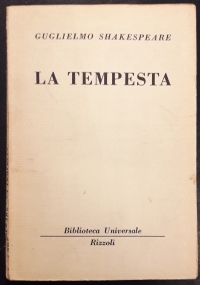 GUGLIELMO SHAKESPEARE
LA TEMPESTA
Biblioteca Universale
Rizzoli